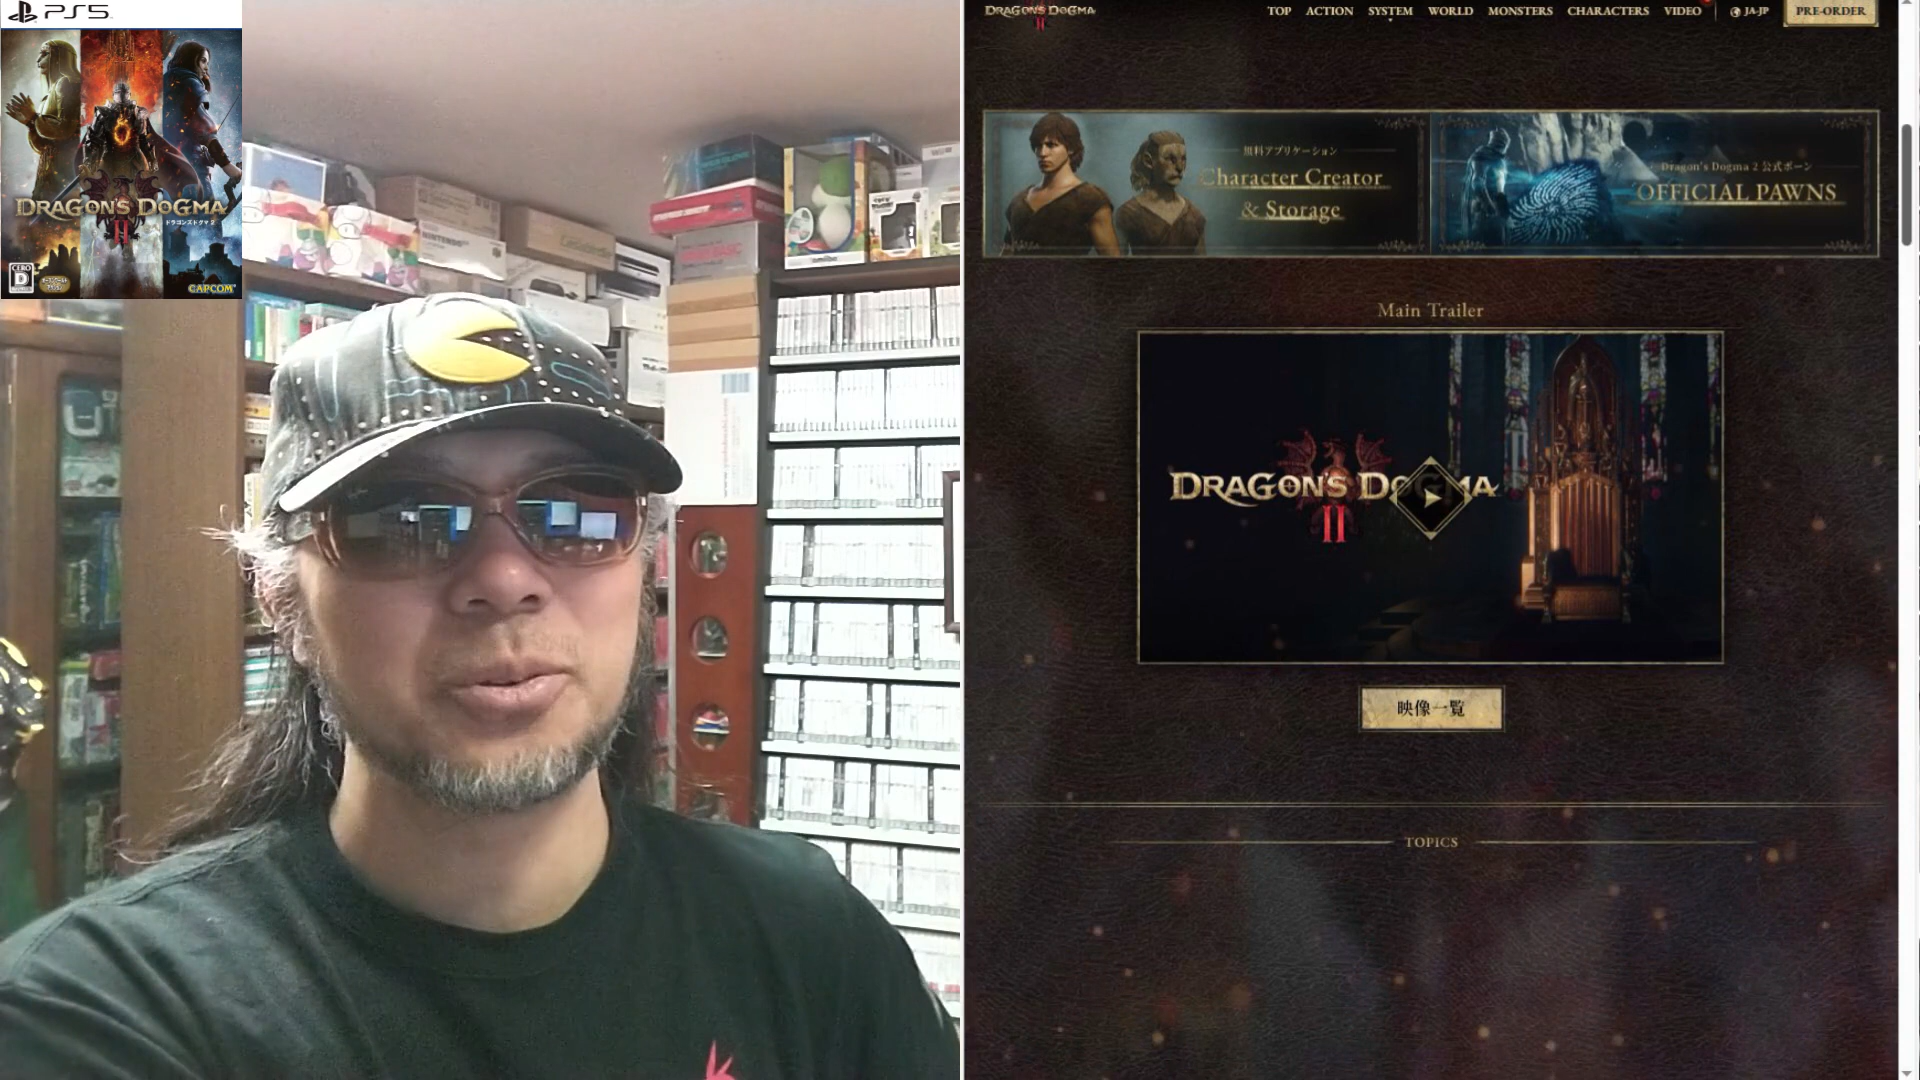 PS5
DRAGON'S DOGMA
II
ドラゴンズドグマ 2
CERO
D
CAPCOM
DRAGON'S DOGMA
II
TOP
ACTION
SYSTEM
WORLD
MONSTERS
CHARACTERS
VIDEO
JA-JP
PRE-ORDER
無料アプリケーション
Character Creator
& Storage
Dragon's Dogma 2 公式ポーン
OFFICIAL PAWNS
Main Trailer
DRAGON'S DOGMA
II
映像一覧
TOPICS